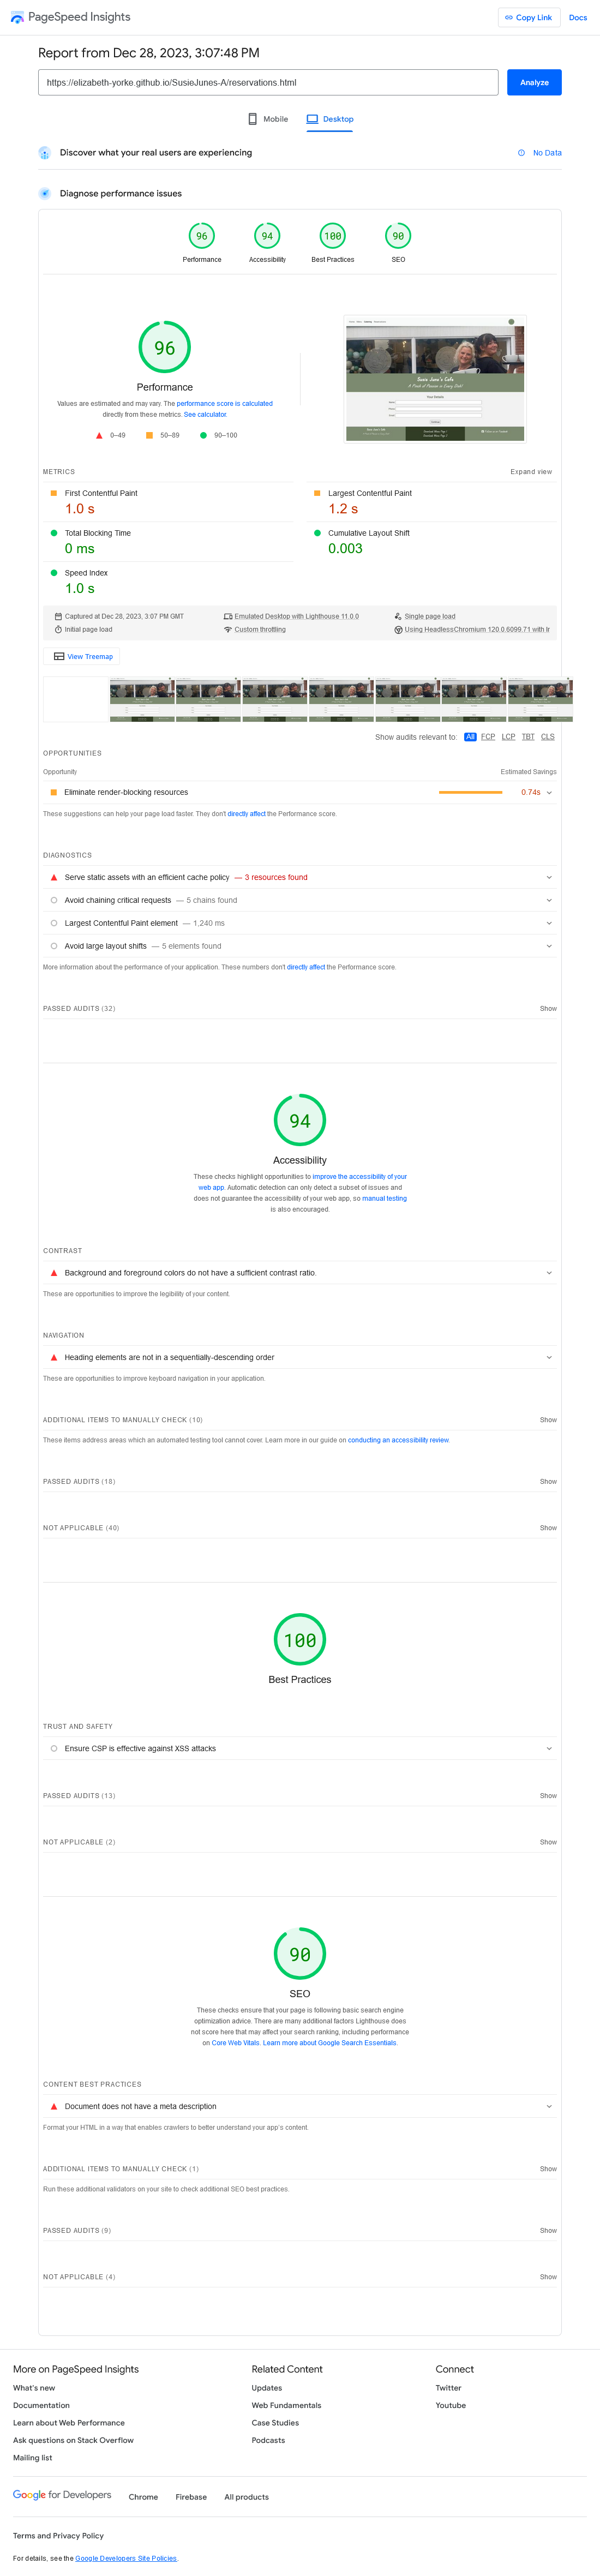 PageSpeed Insights
Copy Link
Docs
Report from Dec 28, 2023, 3:07:48 PM
https://elizabeth-yorke.github.io/SusieJunes-A/reservations.html
Analyze
Mobile
Desktop
Discover what your real users are experiencing
No Data
Diagnose performance issues
96
94
100
90
Performance
Accessibility
Best Practices
SEO
96
Performance
Values are estimated and may vary. The performance score is calculated
directly from these metrics. See calculator.
0–49
50–89
90–100
METRICS
Expand view
First Contentful Paint
1.0 s
Largest Contentful Paint
1.2 s
Total Blocking Time
0 ms
Cumulative Layout Shift
0.003
Speed Index
1.0 s
Captured at Dec 28, 2023, 3:07 PM GMT
Emulated Desktop with Lighthouse 11.0.0
Single page load
Initial page load
Custom throttling
Using HeadlessChromium 120.0.6099.71 with lr
View Treemap
Show audits relevant to:
All
FCP
LCP
TBT
CLS
OPPORTUNITIES
Opportunity
Estimated Savings
Eliminate render-blocking resources
0.74s
These suggestions can help your page load faster. They don't directly affect the Performance score.
DIAGNOSTICS
Serve static assets with an efficient cache policy — 3 resources found
Avoid chaining critical requests — 5 chains found
Largest Contentful Paint element — 1,240 ms
Avoid large layout shifts — 5 elements found
More information about the performance of your application. These numbers don't directly affect the Performance score.
PASSED AUDITS (32)
Show
94
Accessibility
These checks highlight opportunities to improve the accessibility of your
web app. Automatic detection can only detect a subset of issues and
does not guarantee the accessibility of your web app, so manual testing
is also encouraged.
CONTRAST
Background and foreground colors do not have a sufficient contrast ratio.
These are opportunities to improve the legibility of your content.
NAVIGATION
Heading elements are not in a sequentially-descending order
These are opportunities to improve keyboard navigation in your application.
ADDITIONAL ITEMS TO MANUALLY CHECK (10)
Show
These items address areas which an automated testing tool cannot cover. Learn more in our guide on conducting an accessibility review.
PASSED AUDITS (18)
Show
NOT APPLICABLE (40)
Show
100
Best Practices
TRUST AND SAFETY
Ensure CSP is effective against XSS attacks
PASSED AUDITS (13)
Show
NOT APPLICABLE (2)
Show
90
SEO
These checks ensure that your page is following basic search engine
optimization advice. There are many additional factors Lighthouse does
not score here that may affect your search ranking, including performance
on Core Web Vitals. Learn more about Google Search Essentials.
CONTENT BEST PRACTICES
Document does not have a meta description
Format your HTML in a way that enables crawlers to better understand your app's content.
ADDITIONAL ITEMS TO MANUALLY CHECK (1)
Show
Run these additional validators on your site to check additional SEO best practices.
PASSED AUDITS (9)
Show
NOT APPLICABLE (4)
Show
More on PageSpeed Insights
What's new
Documentation
Learn about Web Performance
Ask questions on Stack Overflow
Mailing list
Related Content
Updates
Web Fundamentals
Case Studies
Podcasts
Connect
Twitter
Youtube
Google for Developers
Chrome
Firebase
All products
Terms and Privacy Policy
For details, see the Google Developers Site Policies.